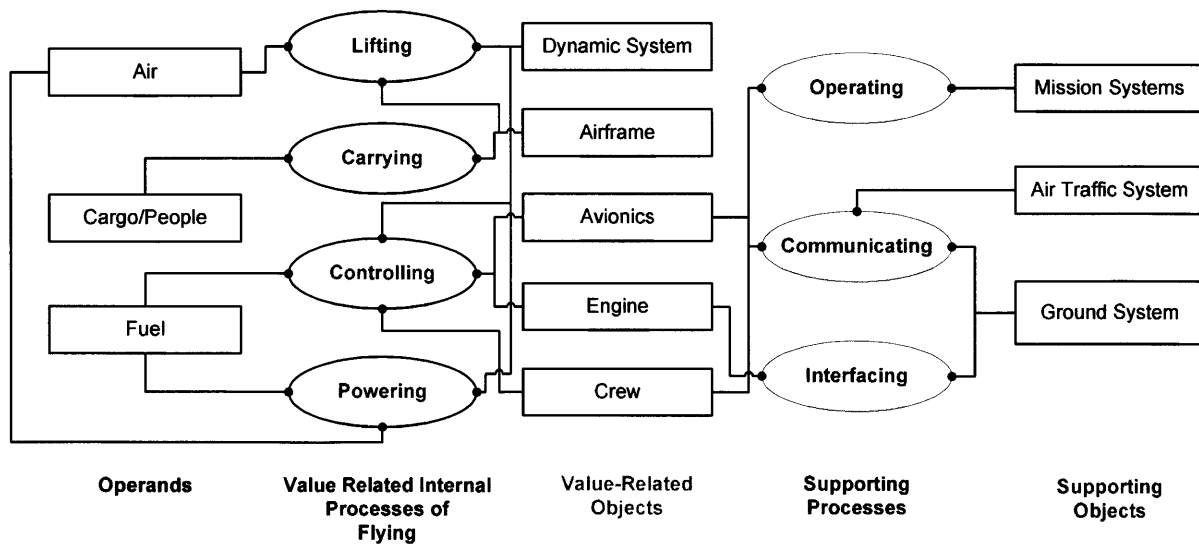 Lifting
Dynamic System
Air
Operating
Mission Systems
Airframe
Carrying
Air Traffic System
Cargo/People
Avionics
Communicating
Controlling
Fuel
Engine
Ground System
Powering
Crew
Interfacing
Operands
Value Related Internal
Processes of
Flying
Value-Related
Objects
Supporting
Processes
Supporting
Objects